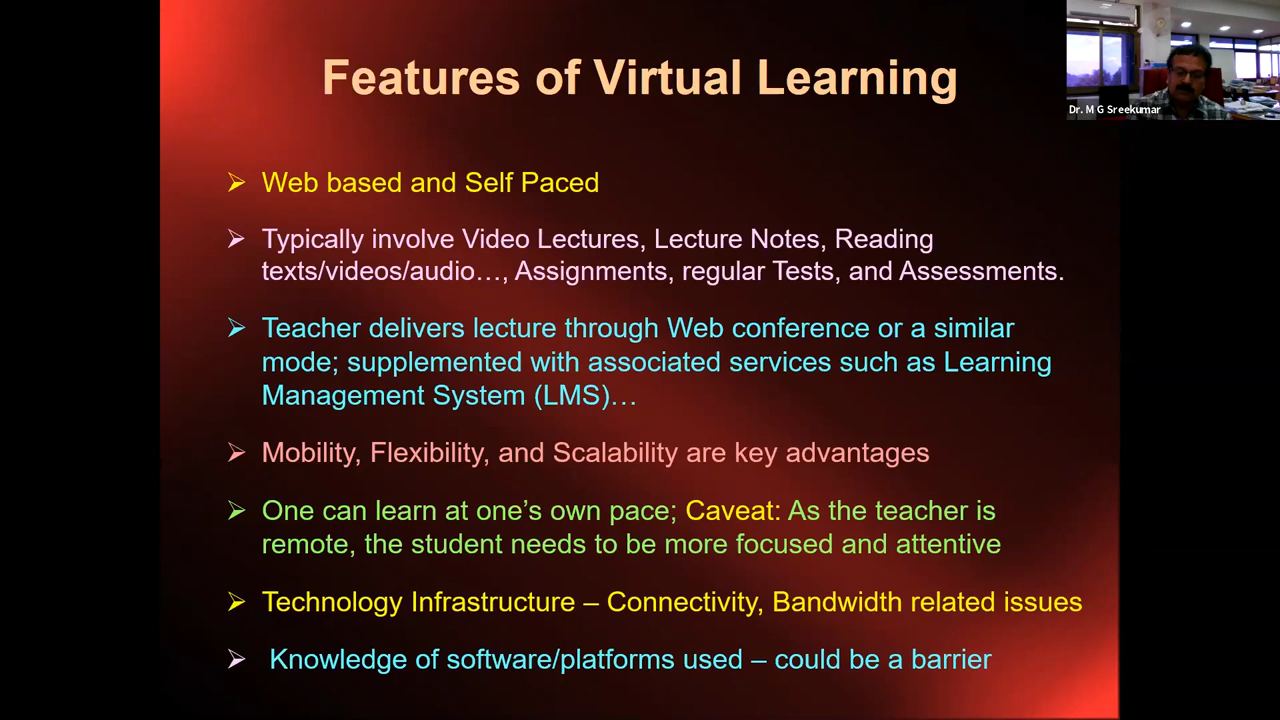 Features of Virtual Learning
Dr. M G Sreekumar
➢ Web based and Self Paced
➢ Typically involve Video Lectures, Lecture Notes, Reading
texts/videos/audio…, Assignments, regular Tests, and Assessments.
➢ Teacher delivers lecture through Web conference or a similar
mode; supplemented with associated services such as Learning
Management System (LMS)…
➢ Mobility, Flexibility, and Scalability are key advantages
➢ One can learn at one’s own pace; Caveat: As the teacher is
remote, the student needs to be more focused and attentive
➢ Technology Infrastructure – Connectivity, Bandwidth related issues
➢ Knowledge of software/platforms used – could be a barrier